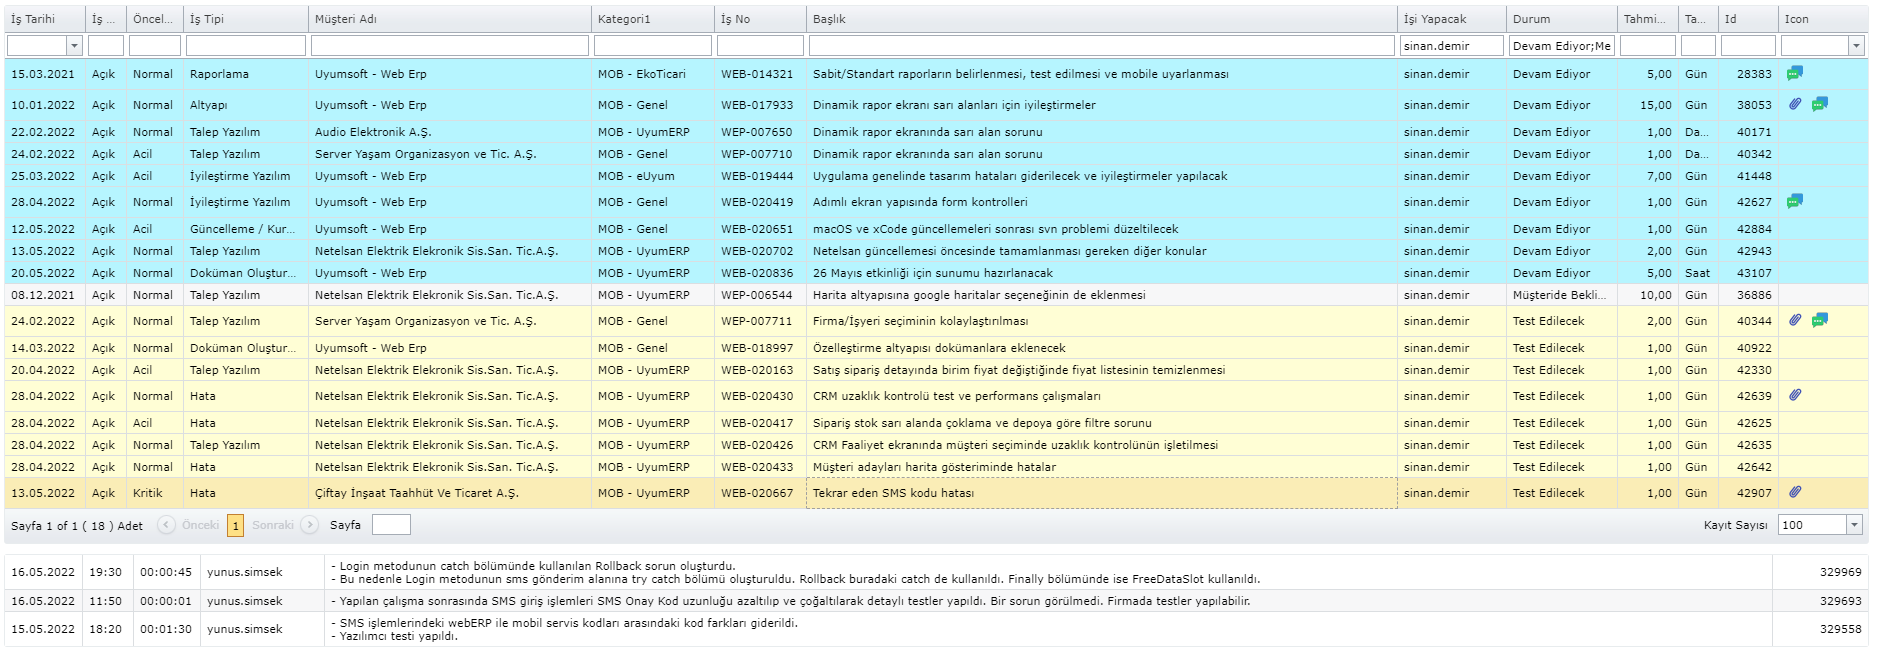 İş Tarihi İş ... Öncel... İş Tipi Müşteri Adı Kategori1 İş No Başlık İşi Yapacak Durum Tahmi... Ta... Id Icon
sinan.demir Devam Ediyor;Me
15.03.2021 Açık Normal Raporlama Uyumsoft - Web Erp MOB - EkoTicari WEB-014321 Sabit/Standart raporların belirlenmesi, test edilmesi ve mobile uyarlanması sinan.demir Devam Ediyor 5,00 Gün 28383
10.01.2022 Açık Normal Altyapı Uyumsoft - Web Erp MOB - Genel WEB-017933 Dinamik rapor ekranı sarı alanları için iyileştirmeler sinan.demir Devam Ediyor 15,00 Gün 38053
22.02.2022 Açık Normal Talep Yazılım Audio Elektronik A.Ş. MOB - UyumERP WEP-007650 Dinamik rapor ekranında sarı alan sorunu sinan.demir Devam Ediyor 1,00 Da... 40171
24.02.2022 Açık Acil Talep Yazılım Server Yaşam Organizasyon ve Tic. A.Ş. MOB - Genel WEP-007710 Dinamik rapor ekranında sarı alan sorunu sinan.demir Devam Ediyor 1,00 Da... 40342
25.03.2022 Açık Acil İyileştirme Yazılım Uyumsoft - Web Erp MOB - eUyum WEB-019444 Uygulama genelinde tasarım hataları giderilecek ve iyileştirmeler yapılacak sinan.demir Devam Ediyor 7,00 Gün 41448
28.04.2022 Açık Normal İyileştirme Yazılım Uyumsoft - Web Erp MOB - Genel WEB-020419 Adımlı ekran yapısında form kontrolleri sinan.demir Devam Ediyor 1,00 Gün 42627
12.05.2022 Açık Acil Güncelleme / Kur... Uyumsoft - Web Erp MOB - Genel WEB-020651 macOS ve xCode güncellemeleri sonrası svn problemi düzeltilecek sinan.demir Devam Ediyor 1,00 Gün 42884
13.05.2022 Açık Normal Talep Yazılım Netelsan Elektrik Elekronik Sis.San. Tic.A.Ş. MOB - UyumERP WEB-020702 Netelsan güncellemesi öncesinde tamamlanması gereken diğer konular sinan.demir Devam Ediyor 2,00 Gün 42943
20.05.2022 Açık Normal Doküman Oluştur... Uyumsoft - Web Erp MOB - UyumERP WEB-020836 26 Mayıs etkinliği için sunumu hazırlanacak sinan.demir Devam Ediyor 5,00 Saat 43107
08.12.2021 Açık Normal Talep Yazılım Netelsan Elektrik Elekronik Sis.San. Tic.A.Ş. MOB - UyumERP WEP-006544 Harita altyapısına google haritalar seçeneğinin de eklenmesi sinan.demir Müşteride Bekli... 10,00 Gün 36886
24.02.2022 Açık Normal Talep Yazılım Server Yaşam Organizasyon ve Tic. A.Ş. MOB - Genel WEP-007711 Firma/İşyeri seçiminin kolaylaştırılması sinan.demir Test Edilecek 2,00 Gün 40344
14.03.2022 Açık Normal Doküman Oluştur... Uyumsoft - Web Erp MOB - Genel WEB-018997 Özelleştirme altyapısı dokümanlara eklenecek sinan.demir Test Edilecek 1,00 Gün 40922
20.04.2022 Açık Acil Talep Yazılım Netelsan Elektrik Elekronik Sis.San. Tic.A.Ş. MOB - UyumERP WEB-020163 Satış sipariş detayında birim fiyat değiştiğinde fiyat listesinin temizlenmesi sinan.demir Test Edilecek 1,00 Gün 42330
28.04.2022 Açık Normal Hata Netelsan Elektrik Elekronik Sis.San. Tic.A.Ş. MOB - UyumERP WEB-020430 CRM uzaklık kontrolü test ve performans çalışmaları sinan.demir Test Edilecek 1,00 Gün 42639
28.04.2022 Açık Acil Hata Netelsan Elektrik Elekronik Sis.San. Tic.A.Ş. MOB - UyumERP WEB-020417 Sipariş stok sarı alanda çoklama ve depoya göre filtre sorunu sinan.demir Test Edilecek 1,00 Gün 42625
28.04.2022 Açık Normal Talep Yazılım Netelsan Elektrik Elekronik Sis.San. Tic.A.Ş. MOB - UyumERP WEB-020426 CRM Faaliyet ekranında müşteri seçiminde uzaklık kontrolünün işletilmesi sinan.demir Test Edilecek 1,00 Gün 42635
28.04.2022 Açık Normal Hata Netelsan Elektrik Elekronik Sis.San. Tic.A.Ş. MOB - UyumERP WEB-020433 Müşteri adayları harita gösteriminde hatalar sinan.demir Test Edilecek 1,00 Gün 42642
13.05.2022 Açık Kritik Hata Çiftay İnşaat Taahhüt Ve Ticaret A.Ş. MOB - UyumERP WEB-020667 Tekrar eden SMS kodu hatası sinan.demir Test Edilecek 1,00 Gün 42907
Sayfa 1 of 1 ( 18 ) Adet Önceki 1 Sonraki Sayfa Kayıt Sayısı 100
16.05.2022 19:30 00:00:45 yunus.simsek - Login metodunun catch bölümünde kullanılan Rollback sorun oluşturdu.
- Bu nedenle Login metodunun sms gönderim alanına try catch bölümü oluşturuldu. Rollback buradaki catch de kullanıldı. Finally bölümünde ise FreeDataSlot kullanıldı. 329969
16.05.2022 11:50 00:00:01 yunus.simsek - Yapılan çalışma sonrasında SMS giriş işlemleri SMS Onay Kod uzunluğu azaltılıp ve çoğaltılarak detaylı testler yapıldı. Bir sorun görülmedi. Firmada testler yapılabilir. 329693
15.05.2022 18:20 00:01:30 yunus.simsek - SMS işlemlerindeki webERP ile mobil servis kodları arasındaki kod farkları giderildi.
- Yazılımcı testi yapıldı. 329558